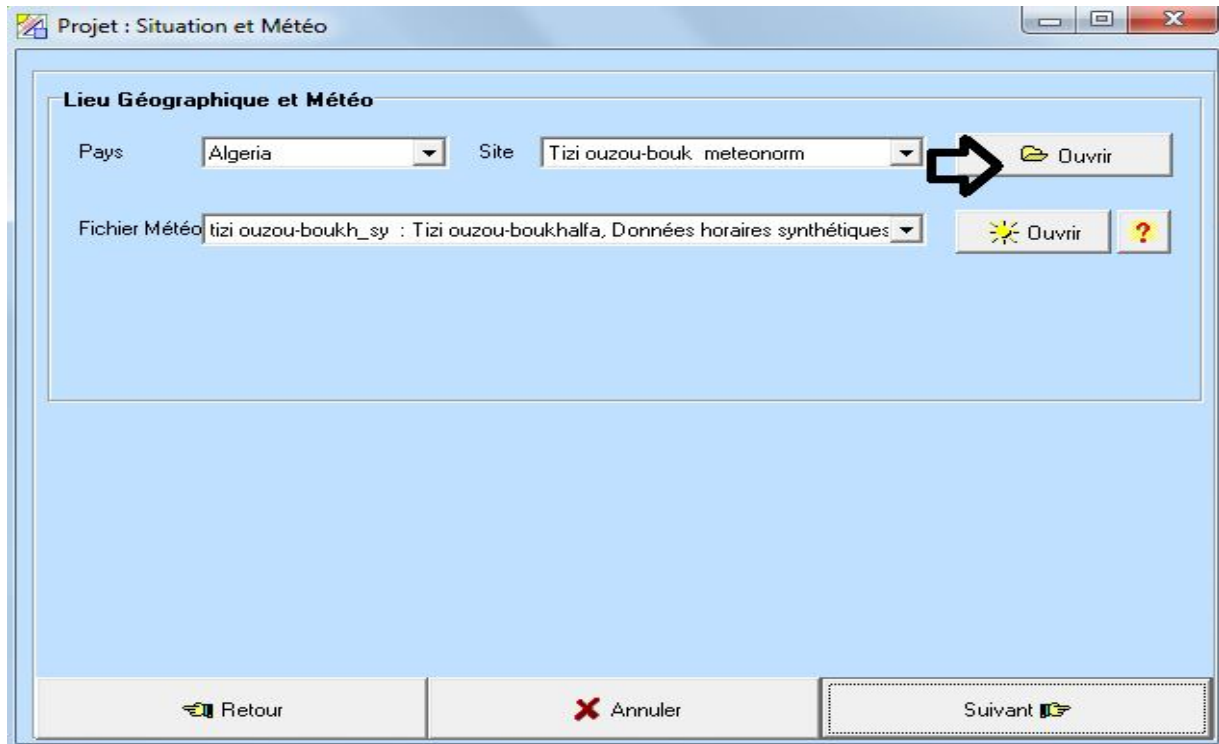 Projet : Situation et Météo
Lieu Géographique et Météo
Pays Algeria Site Tizi ouzou-bouk meteonorm Ouvrir
Fichier Météo tizi ouzou-boukh_sy : Tizi ouzou-boukhalfa, Données horaires synthétiques Ouvrir ?
Retour Annuler Suivant